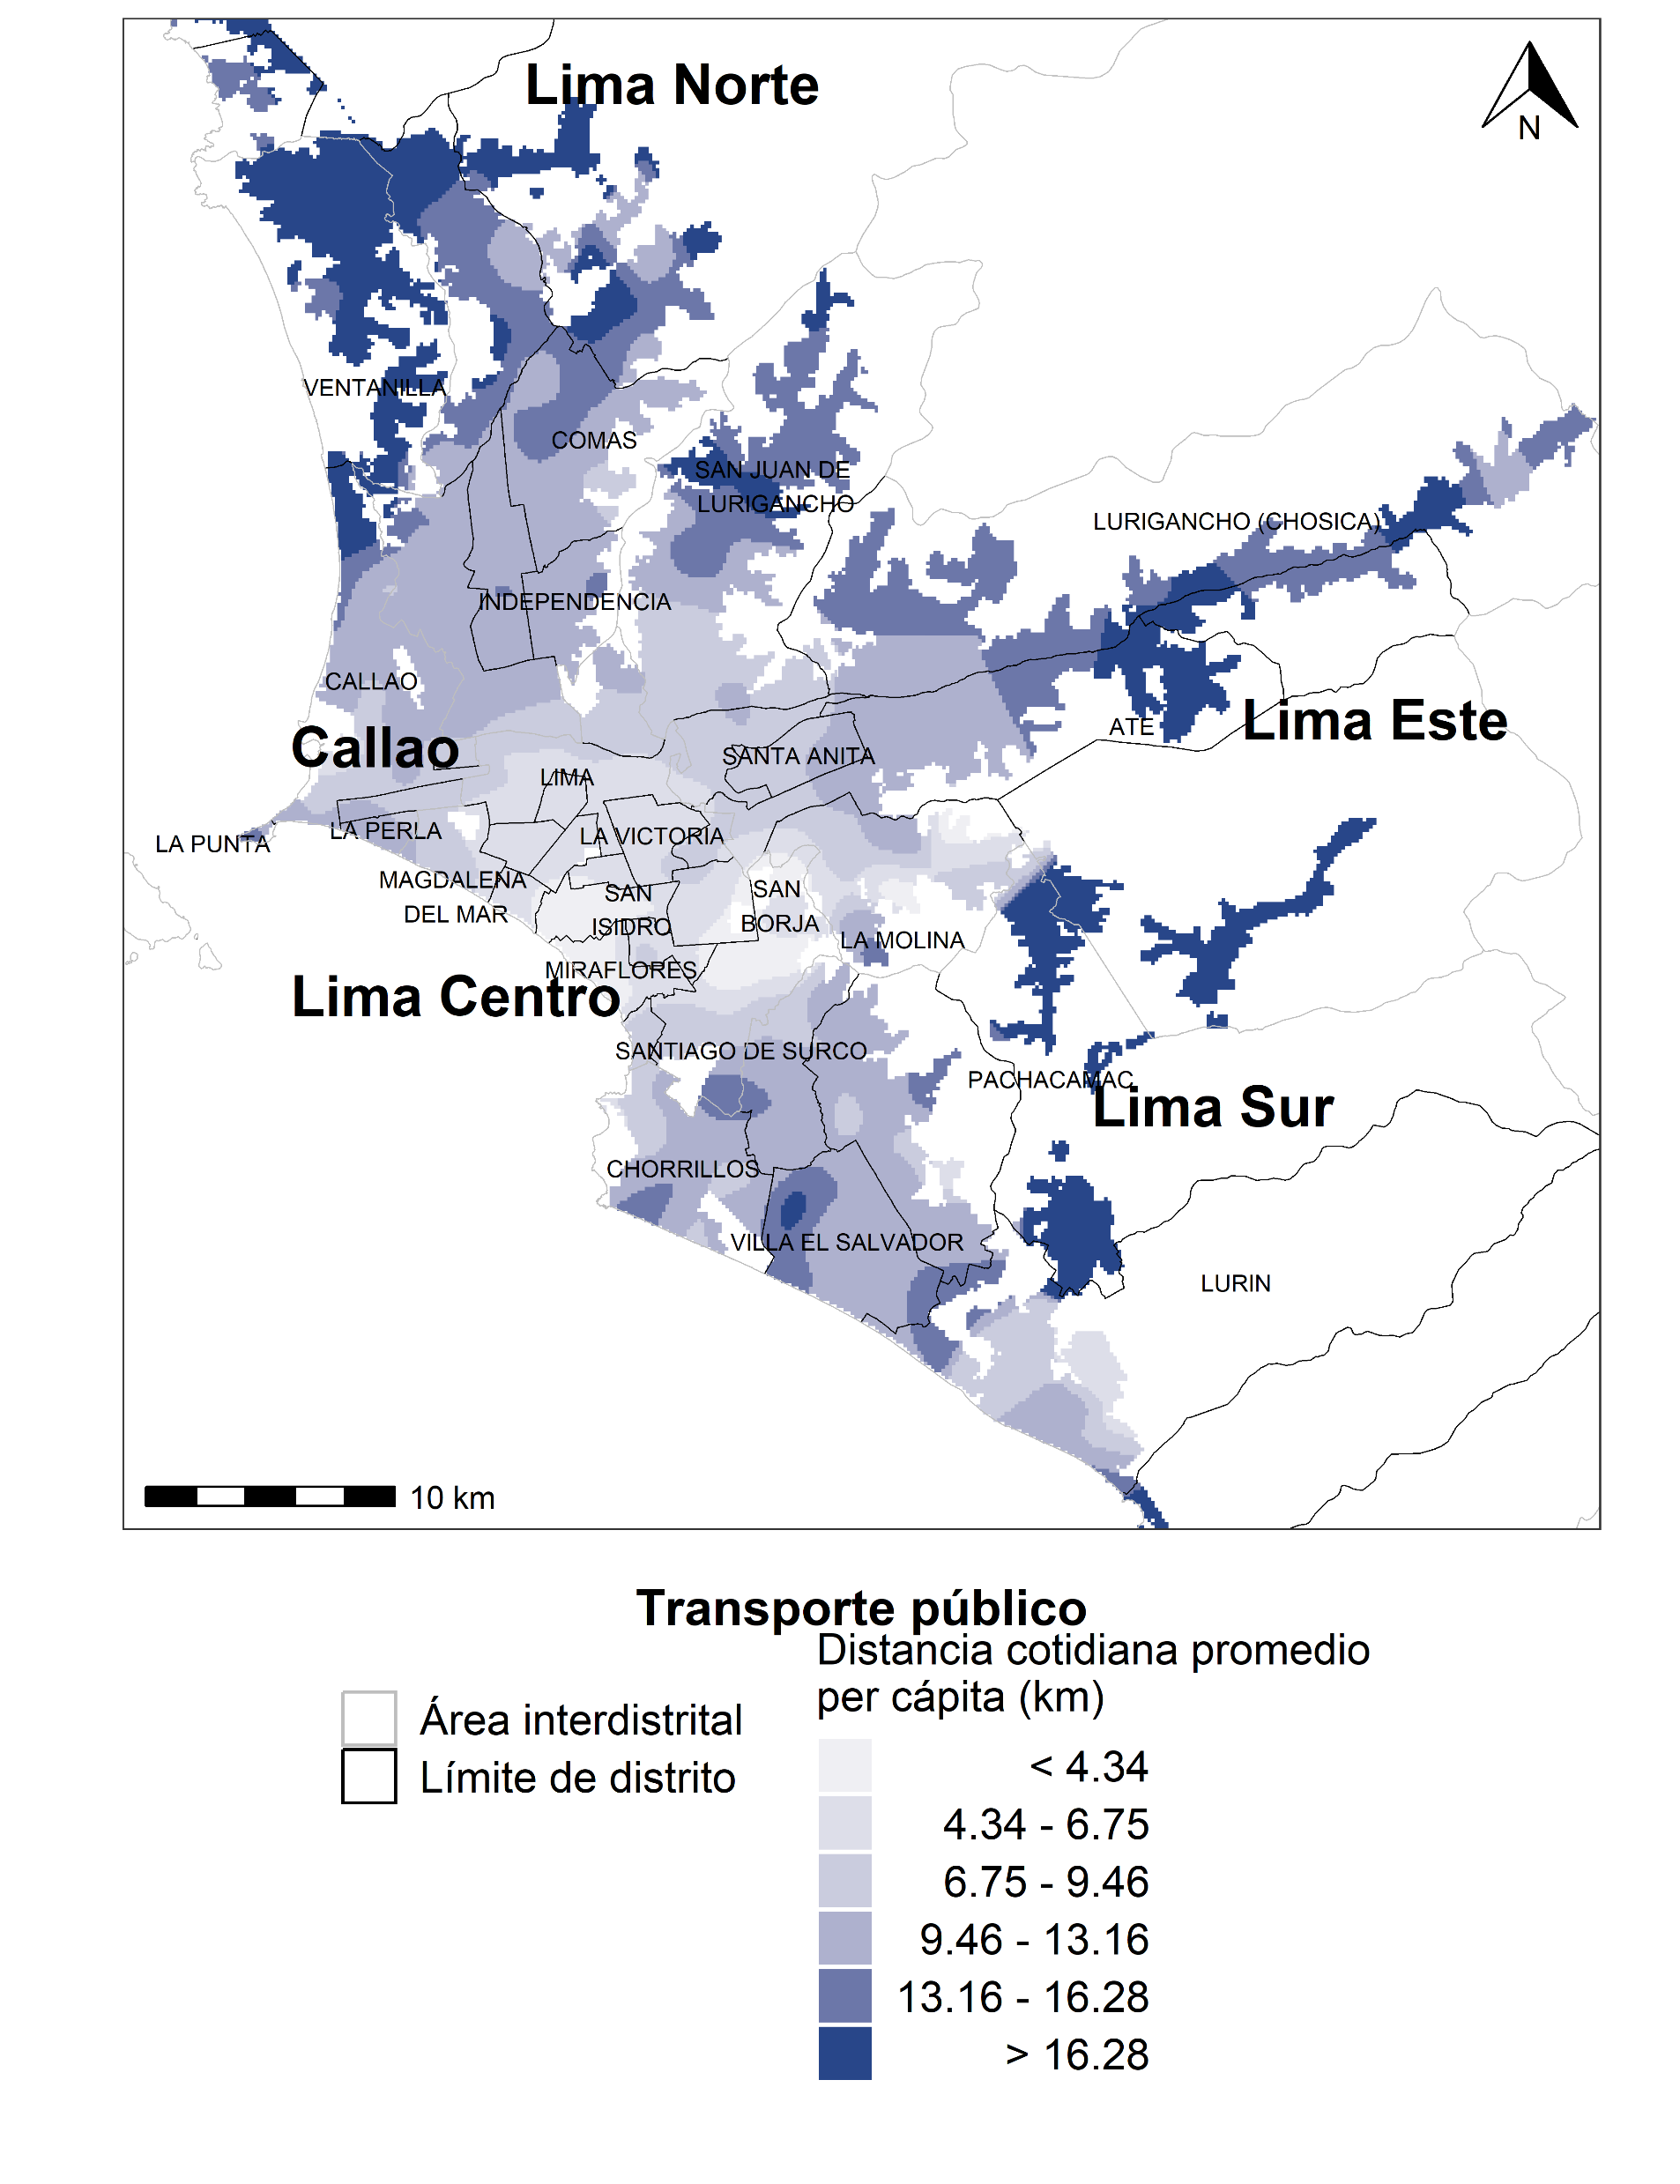 Lima Norte
N
VENTANILLA
COMAS
SAN JUAN DE
LURIGANCHO
LURIGANCHO (CHOSICA)
INDEPENDENCIA
CALLAO
Callao
ATE
Lima Este
SANTA ANITA
LIMA
LA PUNTA
LA PERLA
LA VICTORIA
MAGDALENA
DEL MAR
SAN
ISIDRO
SAN
BORJA
LA MOLINA
MIRAFLORES
Lima Centro
SANTIAGO DE SURCO
PACHACAMAC
Lima Sur
CHORRILLOS
VILLA EL SALVADOR
LURIN
10 km
Transporte público
Distancia cotidiana promedio
per cápita (km)
Área interdistrital
Límite de distrito
< 4.34
4.34 - 6.75
6.75 - 9.46
9.46 - 13.16
13.16 - 16.28
> 16.28